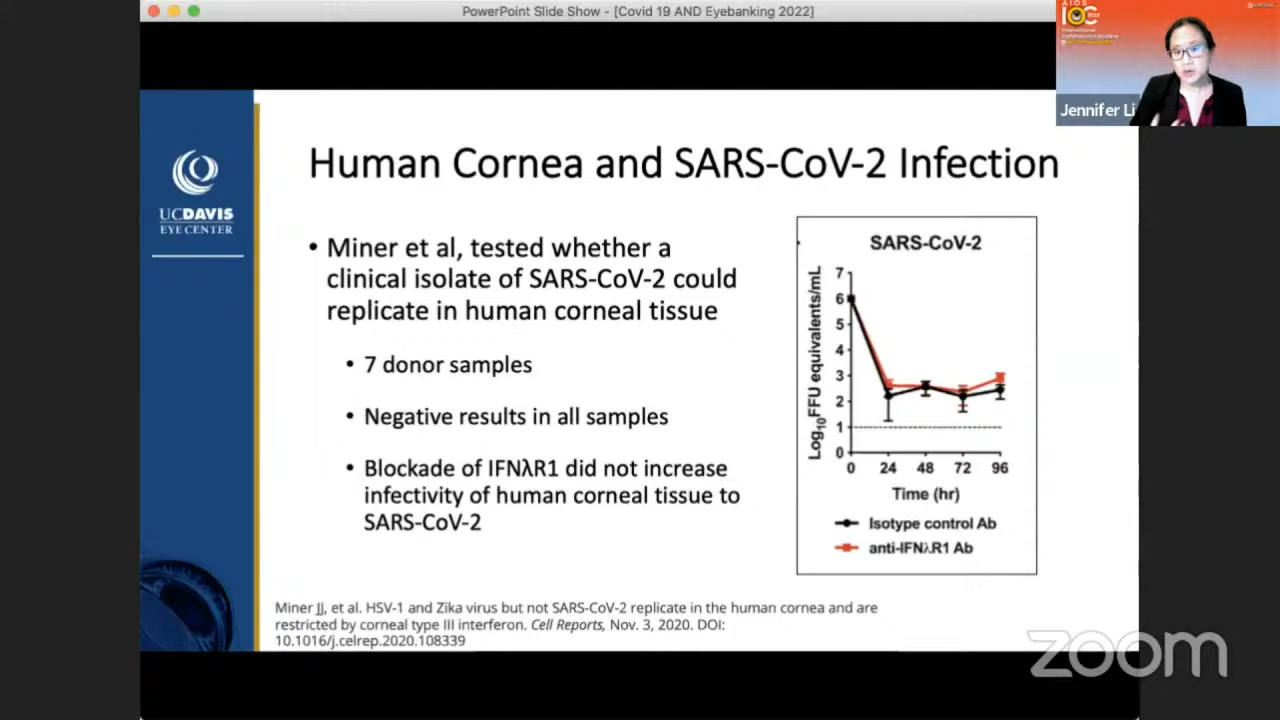 PowerPoint Slide Show - [Covid 19 AND Eyebanking 2022]
AIOS
Jennifer Li
UCDAVIS
EYE CENTER
Human Cornea and SARS-CoV-2 Infection
• Miner et al, tested whether a
clinical isolate of SARS-CoV-2 could
replicate in human corneal tissue
• 7 donor samples
• Negative results in all samples
• Blockade of IFNλR1 did not increase
infectivity of human corneal tissue to
SARS-CoV-2
SARS-CoV-2
Log10FFU equivalents/mL
7
6
5
4
3
2
1
0
0 24 48 72 96
Time (hr)
Isotype control Ab
anti-IFNλR1 Ab
Miner JJ, et al. HSV-1 and Zika virus but not SARS-CoV-2 replicate in the human cornea and are
restricted by corneal type III interferon. Cell Reports, Nov. 3, 2020. DOI:
10.1016/j.celrep.2020.108339
zoom